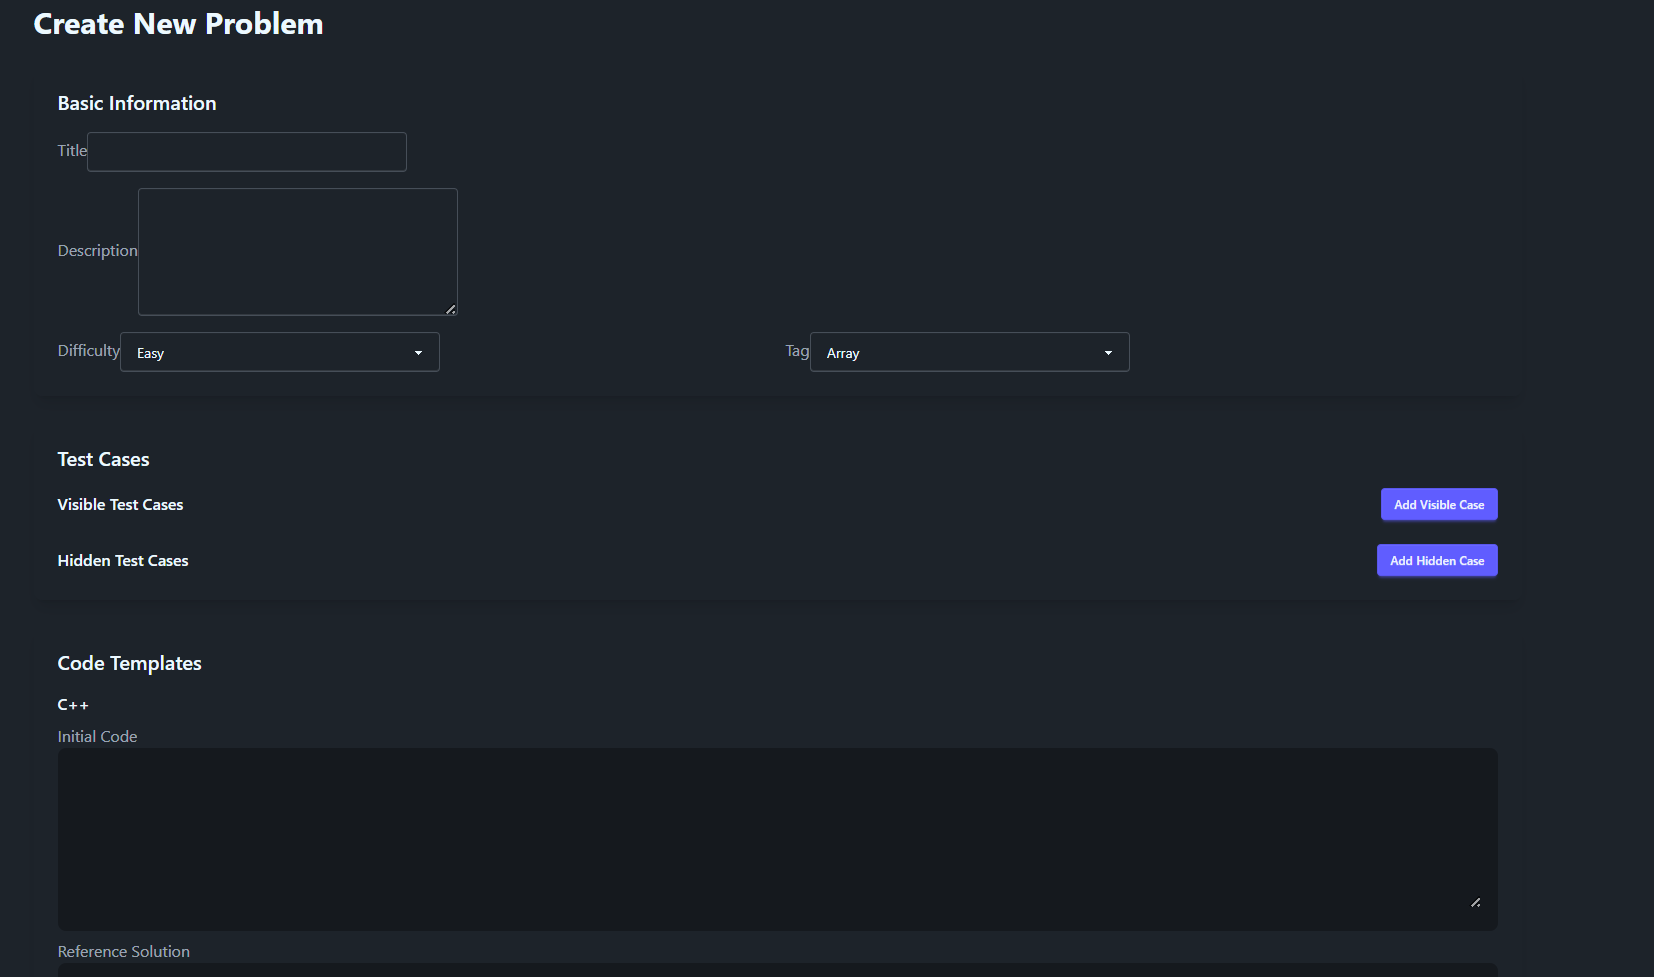 Create New Problem
Basic Information
Title
Description
Difficulty Easy Tag Array
Test Cases
Visible Test Cases Add Visible Case
Hidden Test Cases Add Hidden Case
Code Templates
C++
Initial Code
Reference Solution